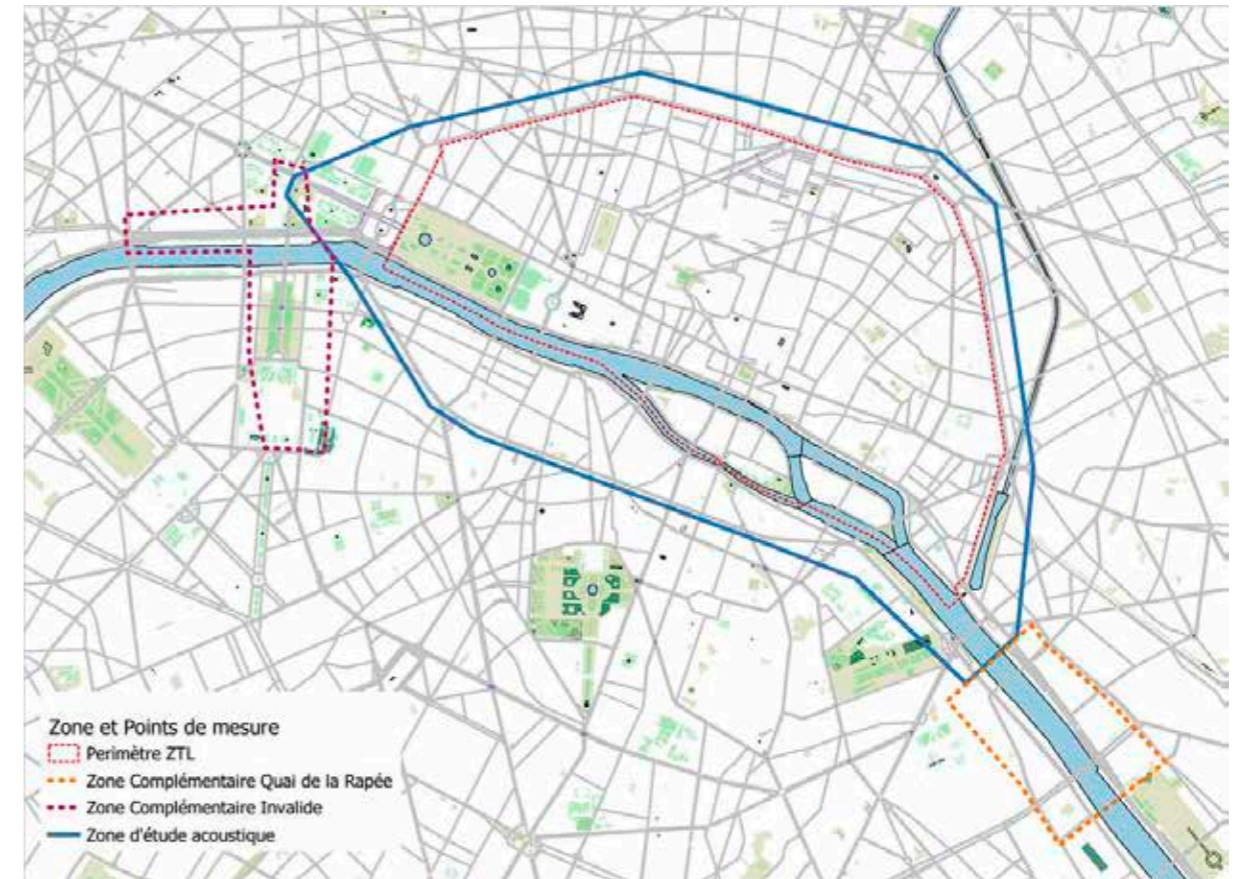 Zone et Points de mesure
Perimètre ZTL
Zone Complémentaire Quai de la Rapée
Zone Complémentaire Invalide
Zone d'étude acoustique